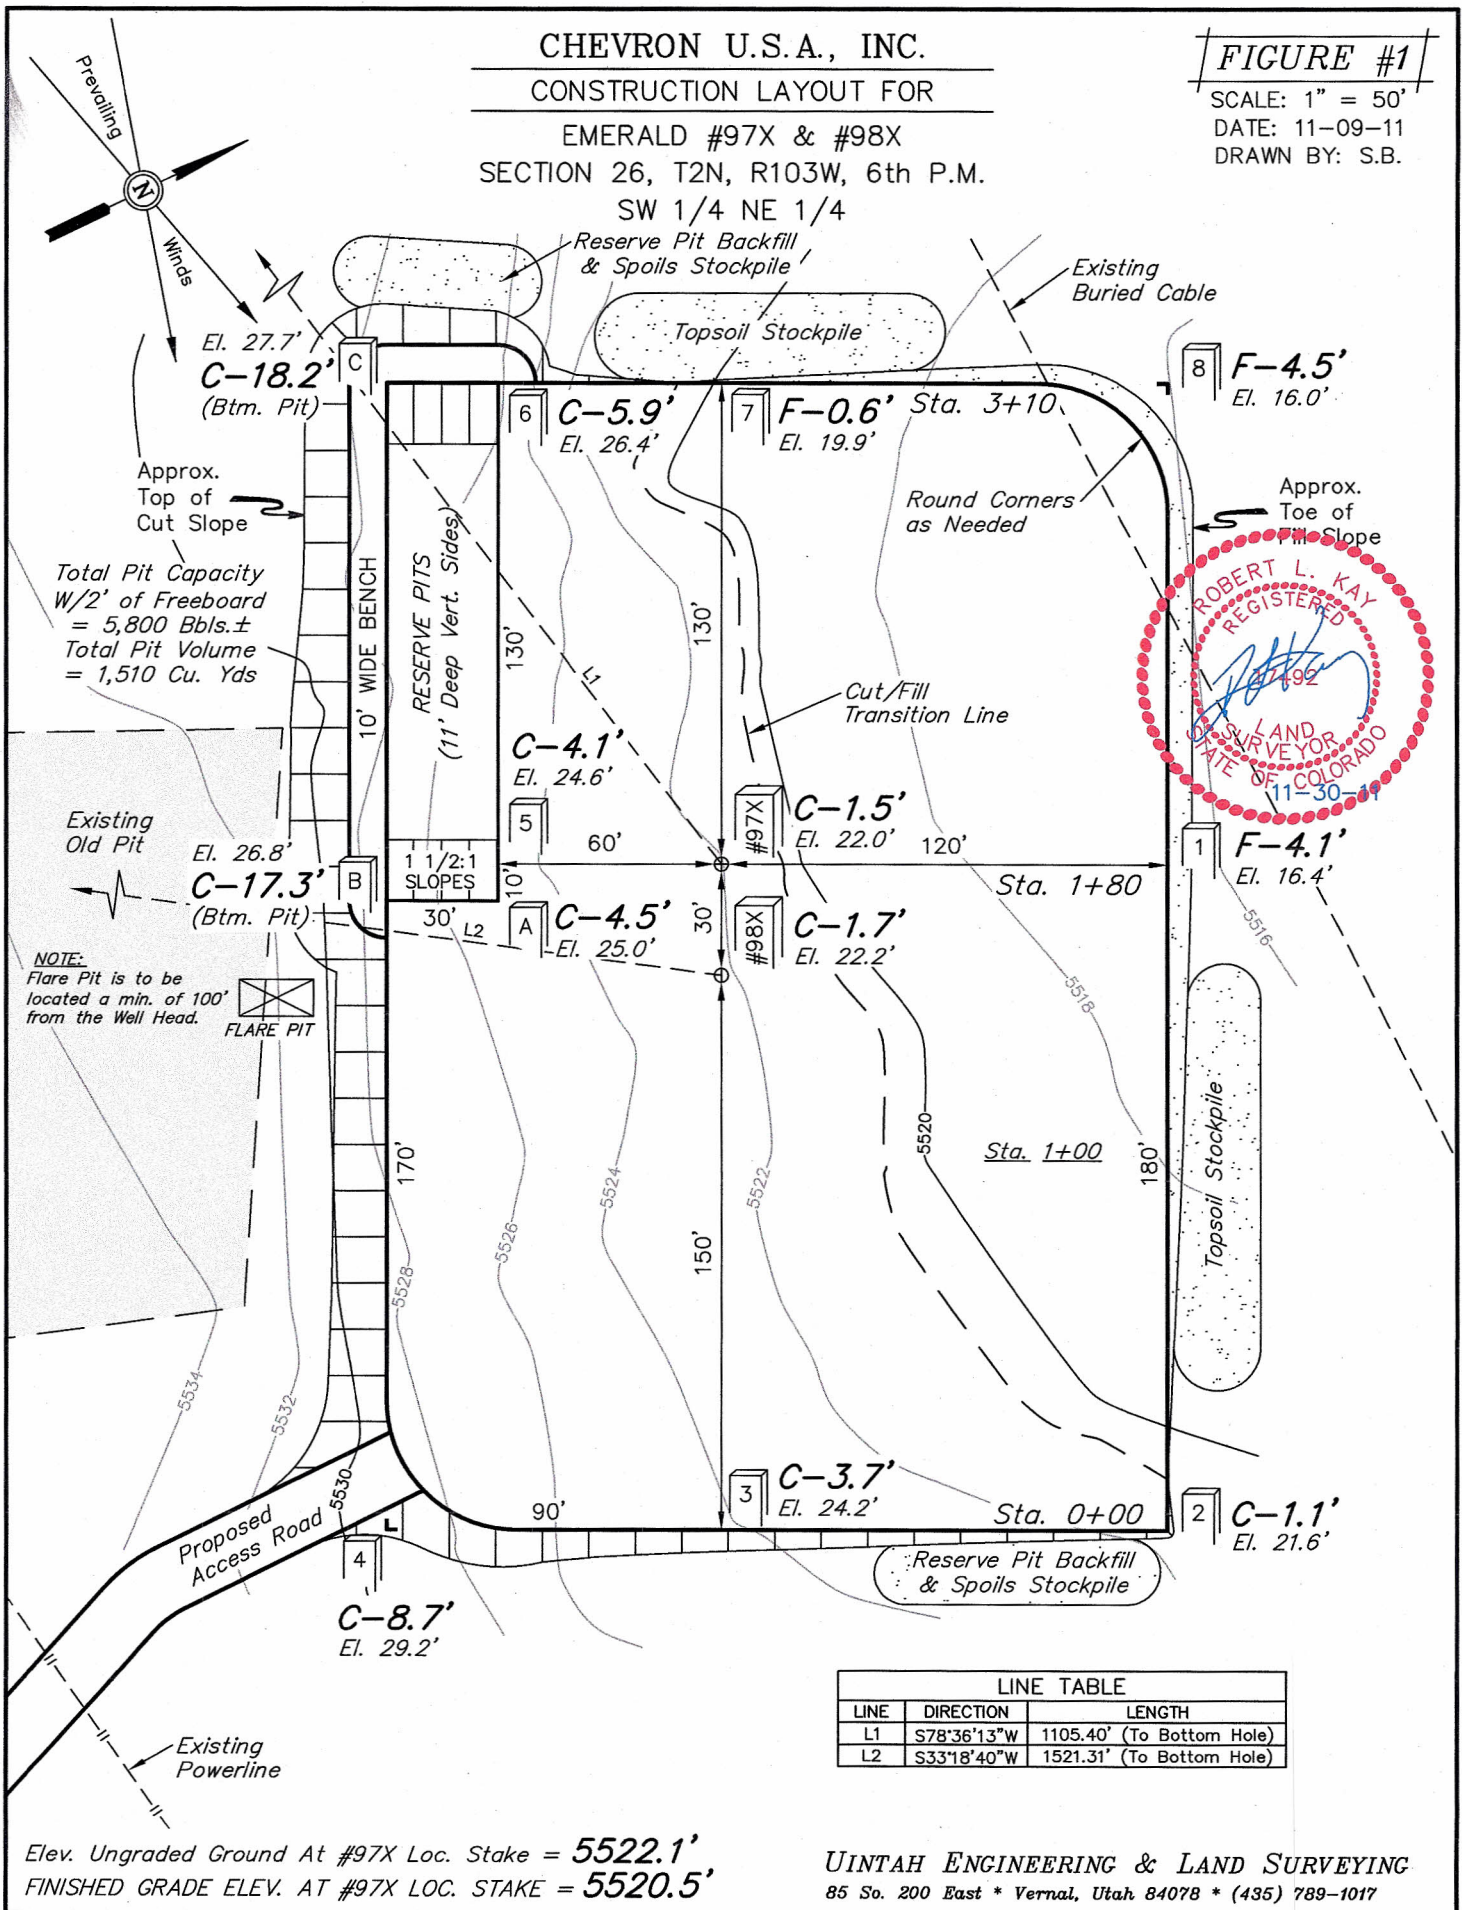 CHEVRON U.S.A., INC.
CONSTRUCTION LAYOUT FOR
EMERALD #97X & #98X
SECTION 26, T2N, R103W, 6th P.M.
SW 1/4 NE 1/4
FIGURE #1
SCALE: 1" = 50'
DATE: 11-09-11
DRAWN BY: S.B.
Prevailing
N
Winds
Reserve Pit Backfill
& Spoils Stockpile
Topsoil Stockpile
Existing
Buried Cable
El. 27.7'
C-18.2'
(Btm. Pit)
C
6
C-5.9'
El. 26.4'
7
F-0.6'
El. 19.9'
Sta. 3+10
8
F-4.5'
El. 16.0'
Approx.
Top of
Cut Slope
Round Corners
as Needed
Approx.
Toe of
Fill Slope
Total Pit Capacity
W/2' of Freeboard
= 5,800 Bbls.±
Total Pit Volume
= 1,510 Cu. Yds
10' WIDE BENCH
RESERVE PITS
(11' Deep Vert. Sides)
130'
130'
L1
Cut/Fill
Transition Line
ROBERT L. KAY
REGISTERED
LAND
SURVEYOR
STATE OF COLORADO
11-30-11
C-4.1'
El. 24.6'
5
#97X
C-1.5'
El. 22.0'
60'
120'
Sta. 1+80
1
F-4.1'
El. 16.4'
Existing
Old Pit
El. 26.8'
C-17.3'
(Btm. Pit)
B
1 1/2:1
SLOPES
10'
30'
L2
A
C-4.5'
El. 25.0'
30'
#98X
C-1.7'
El. 22.2'
5516
5518
NOTE:
Flare Pit is to be
located a min. of 100'
from the Well Head.
FLARE PIT
Topsoil Stockpile
170'
150'
180'
Sta. 1+00
5520
5522
5524
5526
5528
5530
5532
5534
3
C-3.7'
El. 24.2'
90'
Sta. 0+00
2
C-1.1'
El. 21.6'
Proposed
Access Road
4
C-8.7'
El. 29.2'
Reserve Pit Backfill
& Spoils Stockpile
LINE TABLE
LINE DIRECTION LENGTH
L1 S78°36'13"W 1105.40' (To Bottom Hole)
L2 S33°18'40"W 1521.31' (To Bottom Hole)
Existing
Powerline
Elev. Ungraded Ground At #97X Loc. Stake = 5522.1'
FINISHED GRADE ELEV. AT #97X LOC. STAKE = 5520.5'
UINTAH ENGINEERING & LAND SURVEYING
85 So. 200 East * Vernal, Utah 84078 * (435) 789-1017